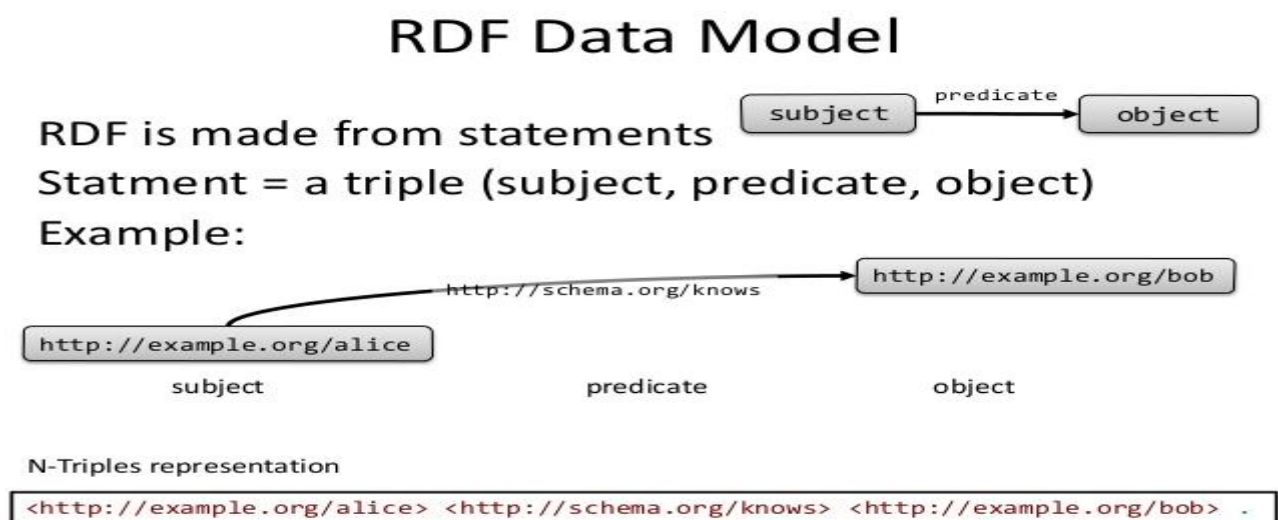 RDF Data Model
subject predicate object
RDF is made from statements
Statment = a triple (subject, predicate, object)
Example:
http://example.org/bob
http://schema.org/knows
http://example.org/alice
subject predicate object
N-Triples representation
<http://example.org/alice> <http://schema.org/knows> <http://example.org/bob> .